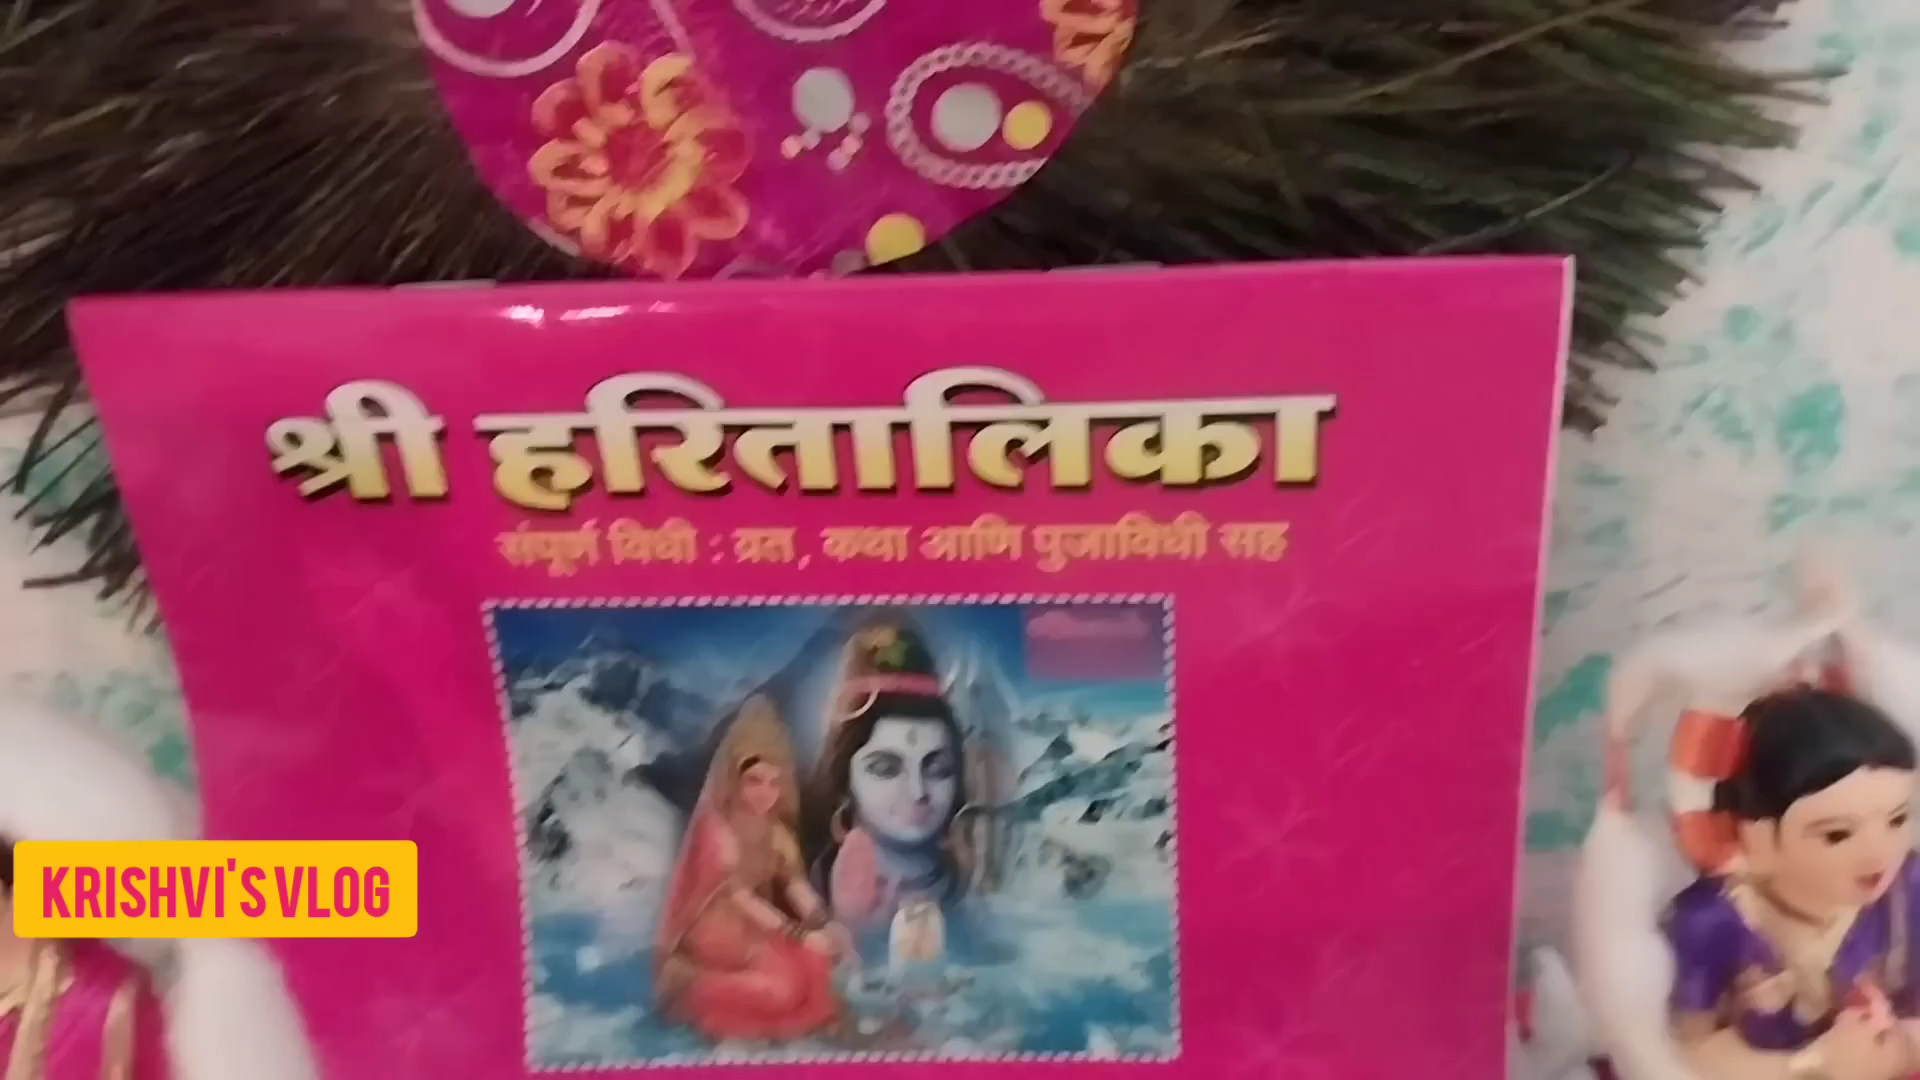 श्री हरितालिका
संपूर्ण विधी : व्रत, कथा आणि पुजाविधी सह
KRISHVI'S VLOG